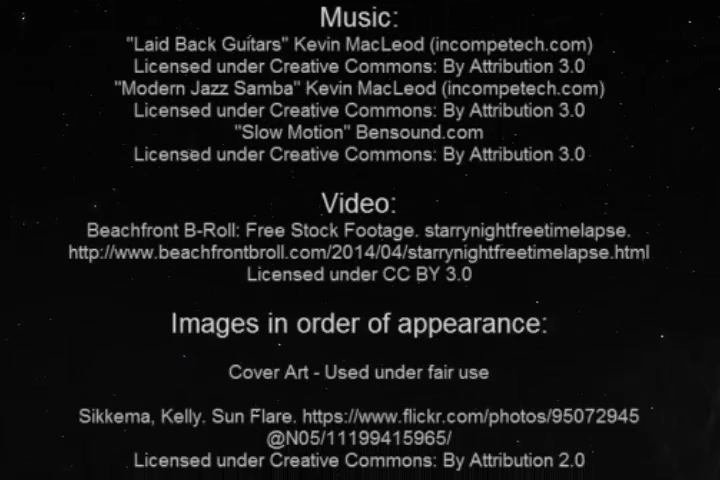 Music:
"Laid Back Guitars" Kevin MacLeod (incompetech.com)
Licensed under Creative Commons: By Attribution 3.0
"Modern Jazz Samba" Kevin MacLeod (incompetech.com)
Licensed under Creative Commons: By Attribution 3.0
"Slow Motion" Bensound.com
Licensed under Creative Commons: By Attribution 3.0
Video:
Beachfront B-Roll: Free Stock Footage. starrynightfreetimelapse.
http://www.beachfrontbroll.com/2014/04/starrynightfreetimelapse.html
Licensed under CC BY 3.0
Images in order of appearance:
Cover Art - Used under fair use
Sikkema, Kelly. Sun Flare. https://www.flickr.com/photos/95072945
@N05/11199415965/
Licensed under Creative Commons: By Attribution 2.0